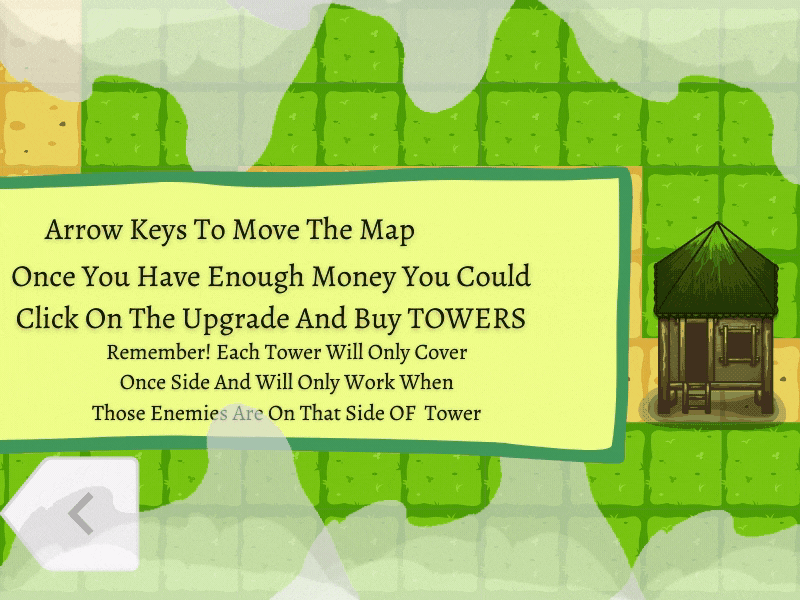 Arrow Keys To Move The Map
Once You Have Enough Money You Could
Click On The Upgrade And Buy TOWERS
Remember! Each Tower Will Only Cover
Once Side And Will Only Work When
Those Enemies Are On That Side OF Tower